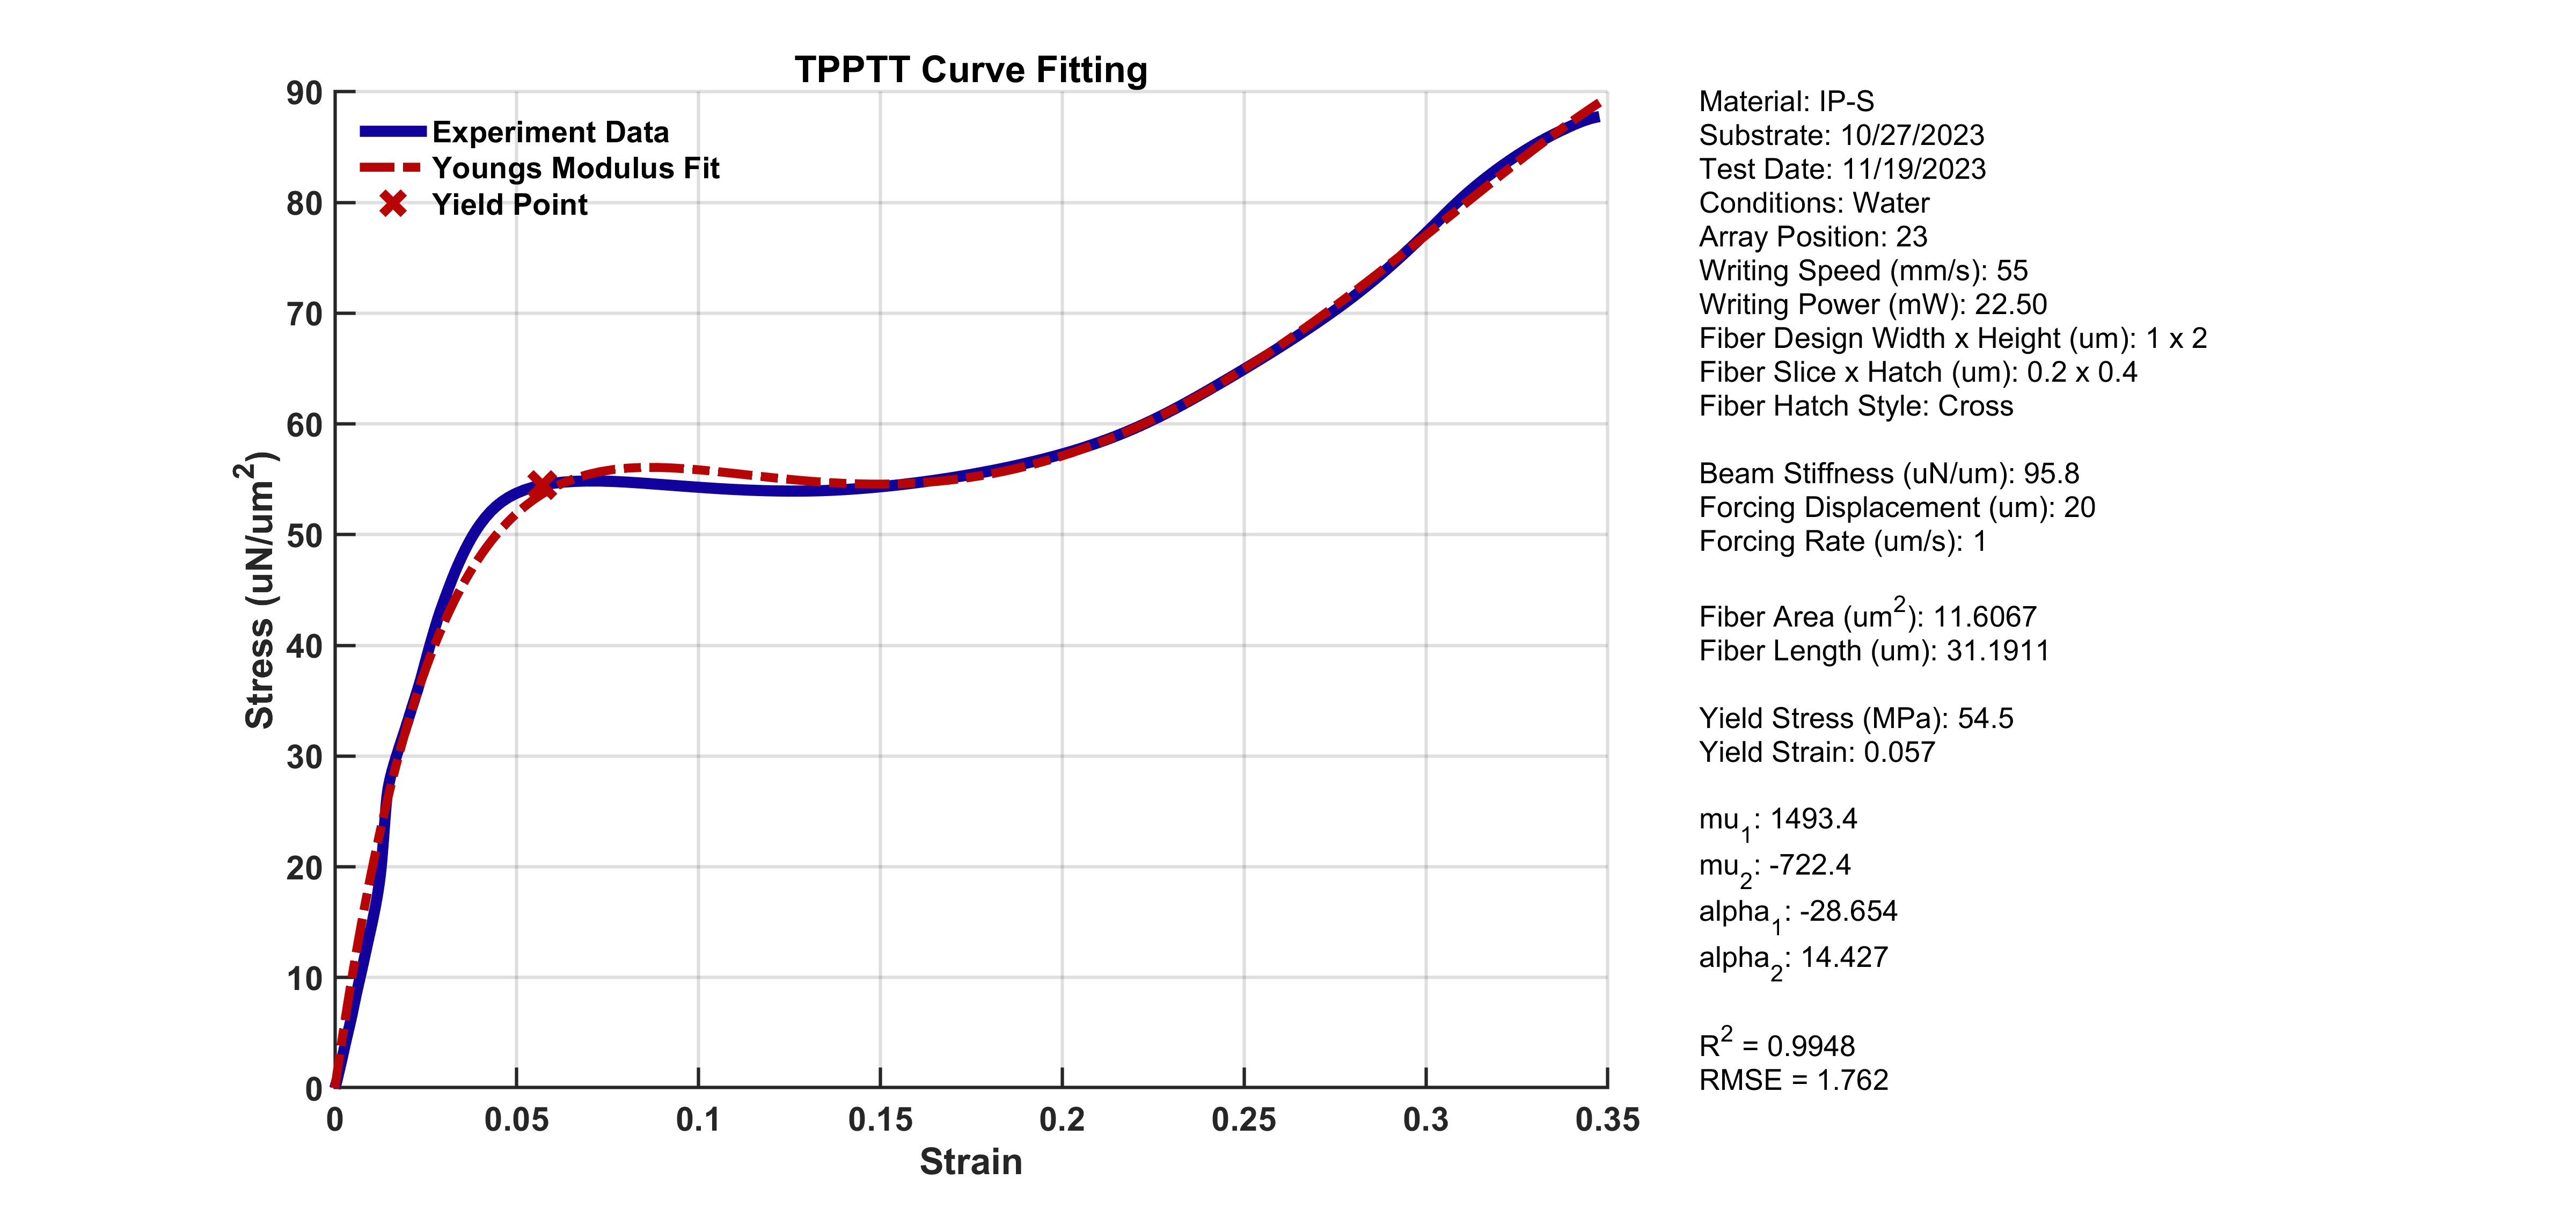 TPPTT Curve Fitting
90
80
70
60
50
40
30
20
10
0
Stress (uN/um²)
Experiment Data
Youngs Modulus Fit
Yield Point
0 0.05 0.1 0.15 0.2 0.25 0.3 0.35
Strain
Material: IP-S
Substrate: 10/27/2023
Test Date: 11/19/2023
Conditions: Water
Array Position: 23
Writing Speed (mm/s): 55
Writing Power (mW): 22.50
Fiber Design Width x Height (um): 1 x 2
Fiber Slice x Hatch (um): 0.2 x 0.4
Fiber Hatch Style: Cross
Beam Stiffness (uN/um): 95.8
Forcing Displacement (um): 20
Forcing Rate (um/s): 1
Fiber Area (um²): 11.6067
Fiber Length (um): 31.1911
Yield Stress (MPa): 54.5
Yield Strain: 0.057
mu₁: 1493.4
mu₂: -722.4
alpha₁: -28.654
alpha₂: 14.427
R² = 0.9948
RMSE = 1.762